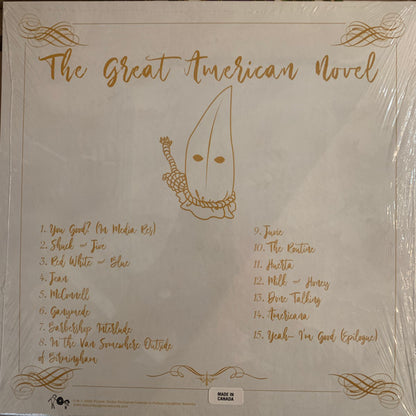 The Great American Novel
1. You Good? (In Media Res)
2. Shuck ~ Jive
3. Red White ~ Blue
4. Jean
5. McConnell
6. Ganymede
7. Barbershop Interlude
8. In The Van Somewhere Outside
of Birmingham
9. June
10. The Routine
11. Huerta
12. Milk ~ Honey
13. Done Talking
14. Americana
15. Yeah- I'm Good (Epilogue)
MADE IN
CANADA